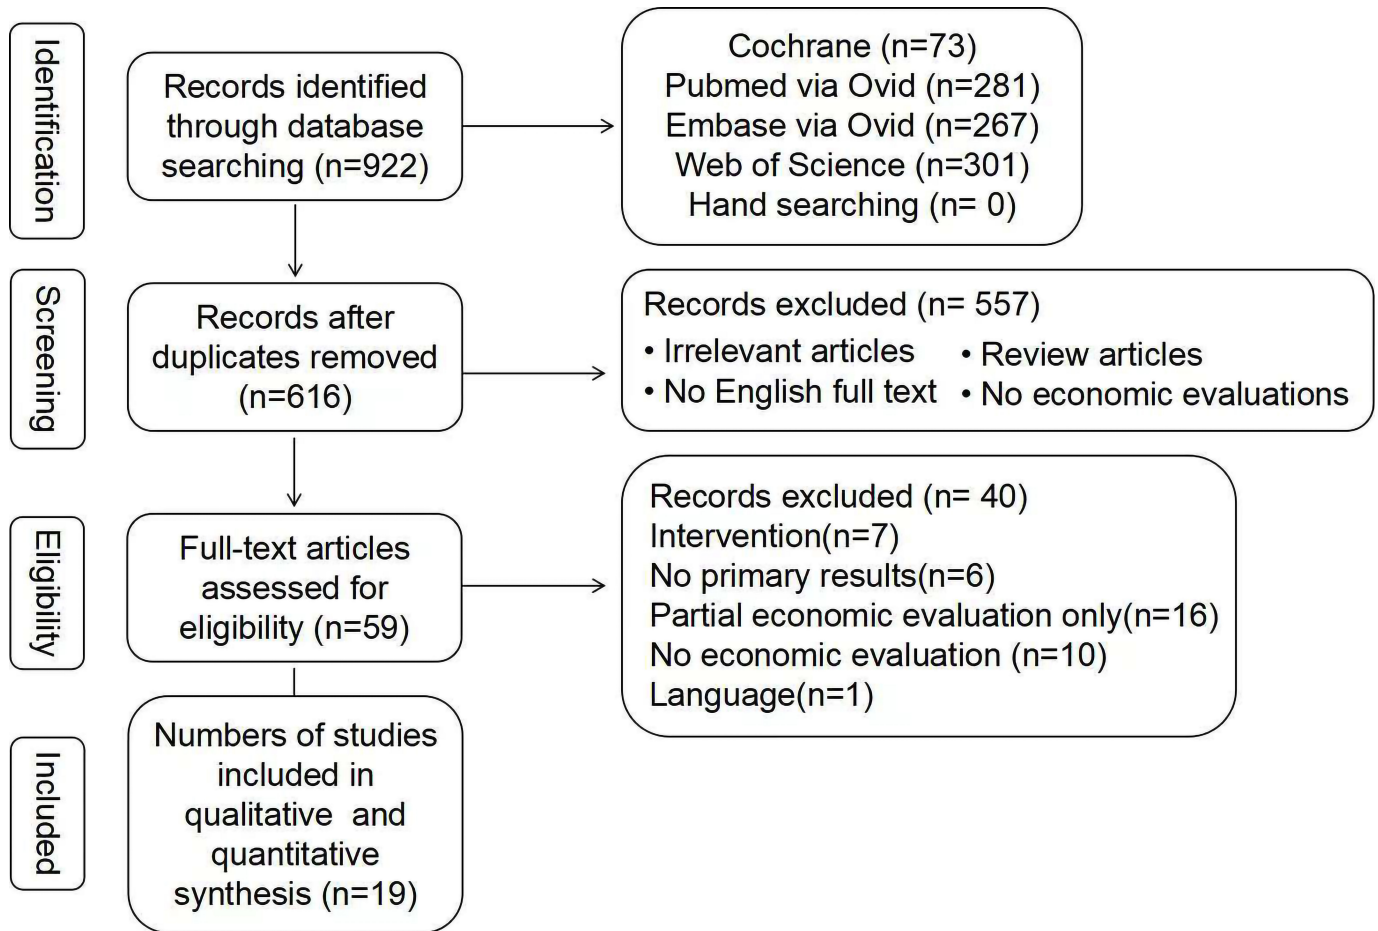 Identification
Records identified
through database
searching (n=922)
Cochrane (n=73)
Pubmed via Ovid (n=281)
Embase via Ovid (n=267)
Web of Science (n=301)
Hand searching (n= 0)
Screening
Records after
duplicates removed
(n=616)
Records excluded (n= 557)
• Irrelevant articles
• No English full text
• Review articles
• No economic evaluations
Eligibility
Full-text articles
assessed for
eligibility (n=59)
Records excluded (n= 40)
Intervention(n=7)
No primary results(n=6)
Partial economic evaluation only(n=16)
No economic evaluation (n=10)
Language(n=1)
Included
Numbers of studies
included in
qualitative  and
quantitative
synthesis (n=19)